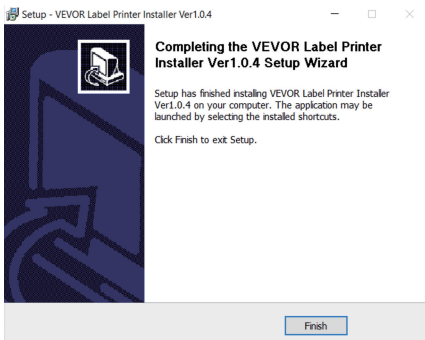 Setup - VEVOR Label Printer Installer Ver1.0.4
Completing the VEVOR Label Printer
Installer Ver1.0.4 Setup Wizard
Setup has finished installing VEVOR Label Printer Installer
Ver1.0.4 on your computer. The application may be
launched by selecting the installed shortcuts.
Click Finish to exit Setup.
Finish